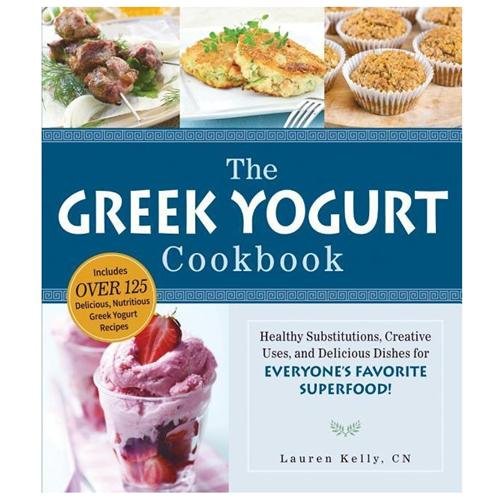 The
GREEK YOGURT
Cookbook
Includes
OVER 125
Delicious, Nutritious
Greek Yogurt
Recipes
Healthy Substitutions, Creative
Uses, and Delicious Dishes for
EVERYONE'S FAVORITE
SUPERFOOD!
Lauren Kelly, CN